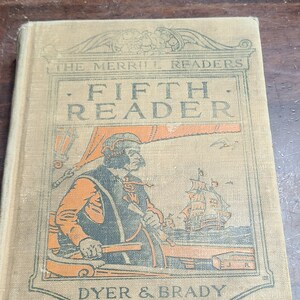 THE MERRILL READERS
· FIFTH ·
READER
DYER & BRADY